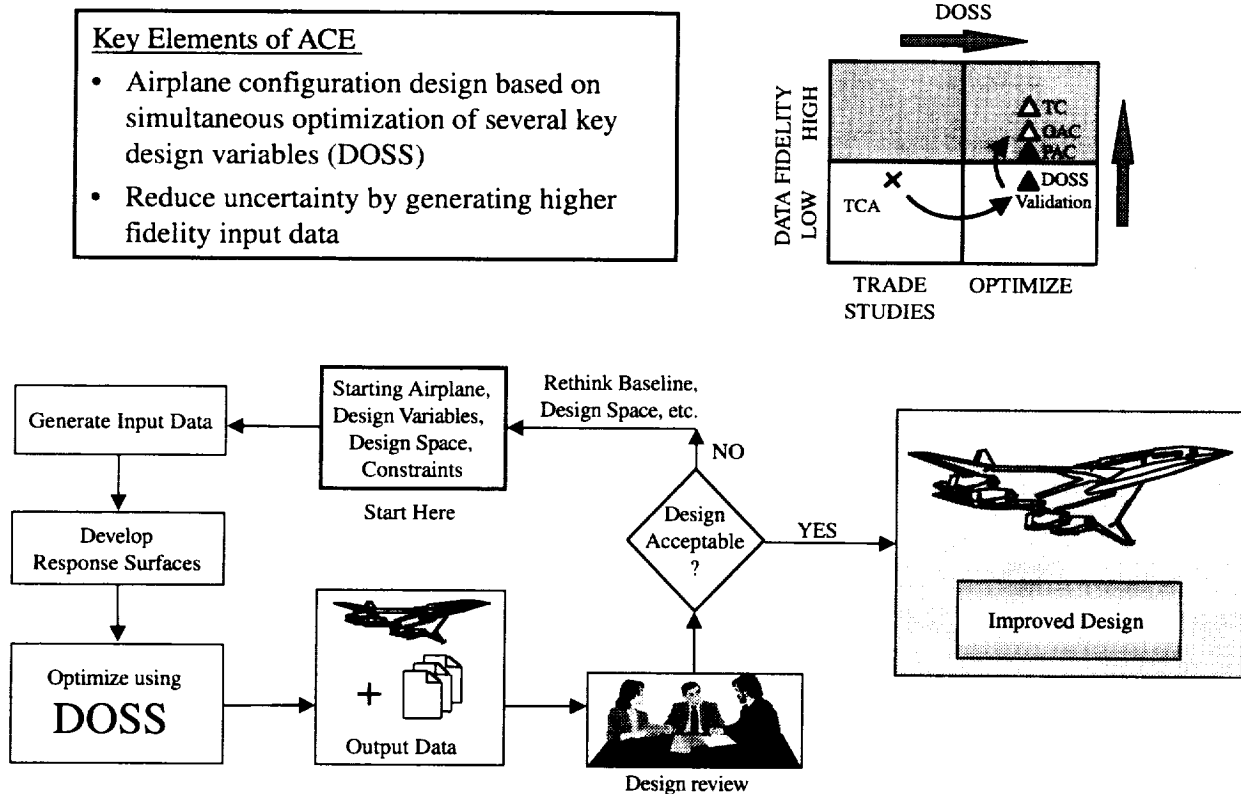 Key Elements of ACE
• Airplane configuration design based on
simultaneous optimization of several key
design variables (DOSS)
• Reduce uncertainty by generating higher
fidelity input data
DOSS
DATA FIDELITY
LOW HIGH
TC
OAC
PAC
DOSS
Validation
TCA
TRADE
STUDIES
OPTIMIZE
Generate Input Data
Starting Airplane,
Design Variables,
Design Space,
Constraints
Start Here
Rethink Baseline,
Design Space, etc.
NO
Develop
Response Surfaces
Design
Acceptable
?
YES
Improved Design
Optimize using
DOSS
+
Output Data
Design review